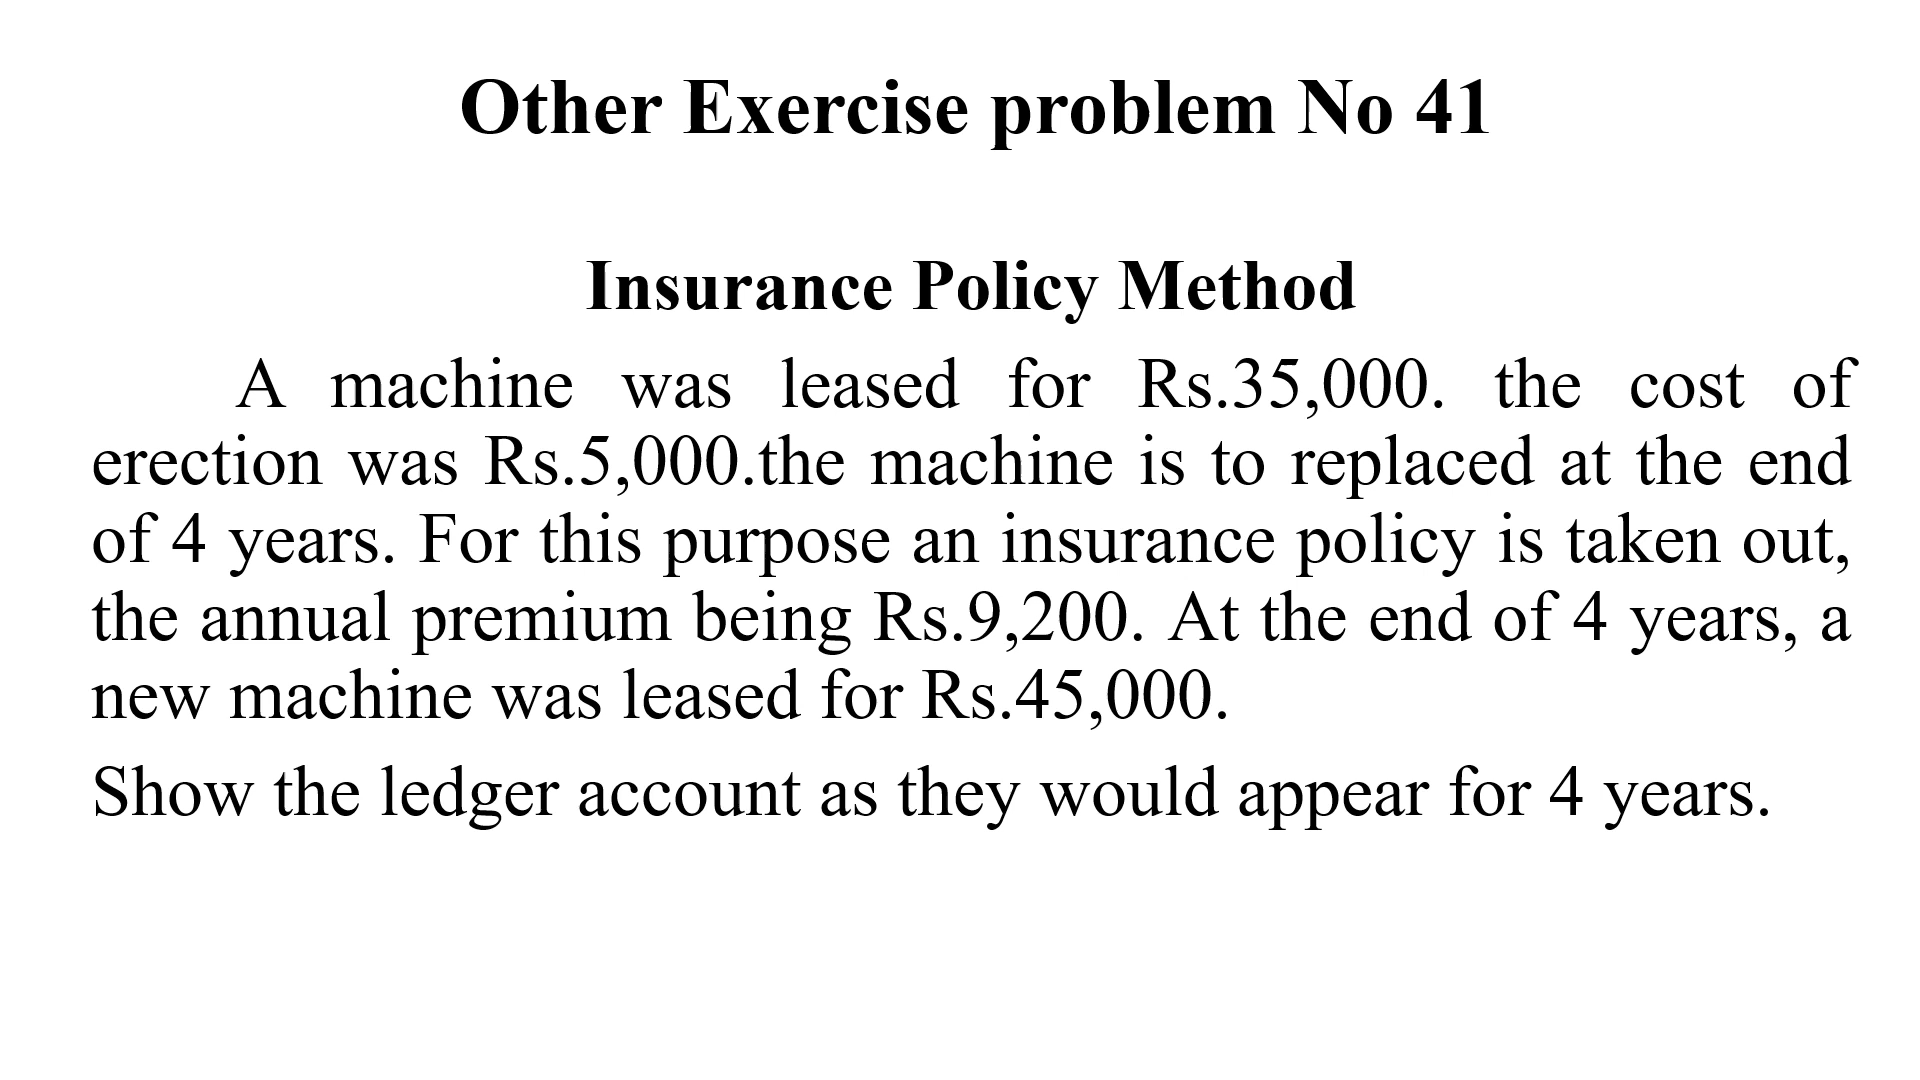 Other Exercise problem No 41
Insurance Policy Method
A machine was leased for Rs.35,000. the cost of
erection was Rs.5,000.the machine is to replaced at the end
of 4 years. For this purpose an insurance policy is taken out,
the annual premium being Rs.9,200. At the end of 4 years, a
new machine was leased for Rs.45,000.
Show the ledger account as they would appear for 4 years.